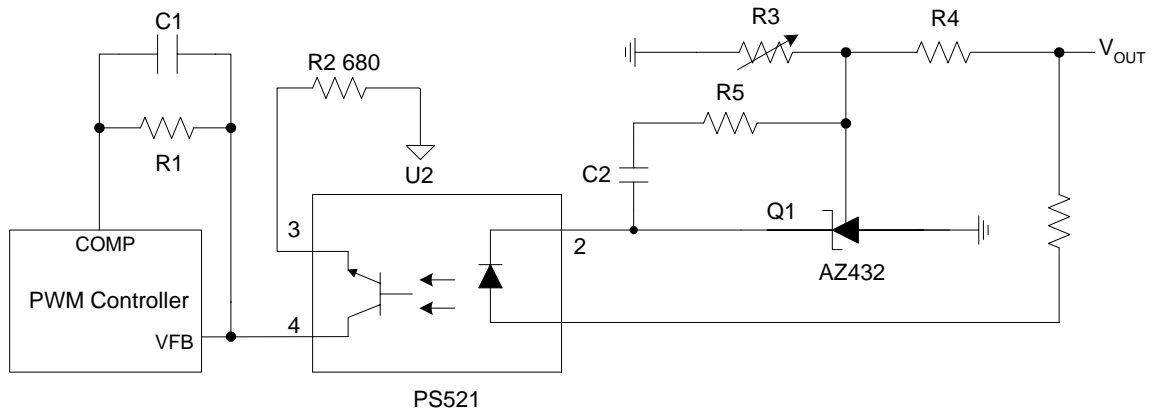 C1
R1
R2 680
U2
R3
R4
V_OUT
R5
C2
Q1
AZ432
COMP
PWM Controller
VFB
3
4
2
PS521